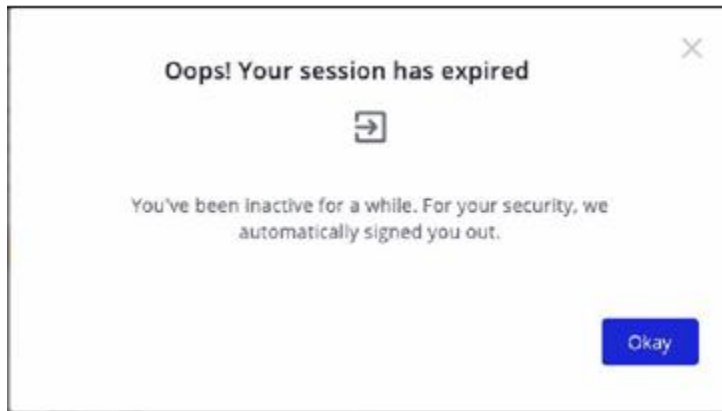 Oops! Your session has expired
You've been inactive for a while. For your security, we
automatically signed you out.
Okay